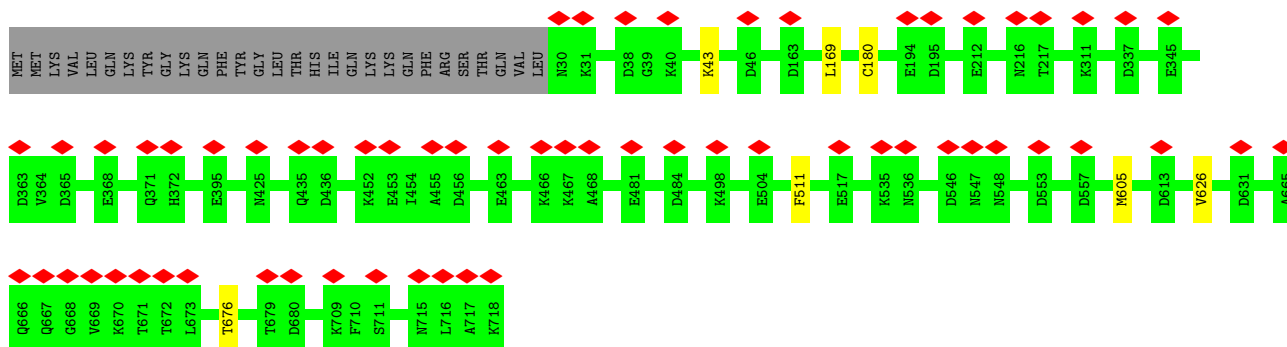 MET MET LYS VAL LEU GLN LYS TYR GLY LYS GLN PHE TYR GLY LEU THR HIS ILE GLN LYS LYS GLN PHE ARG SER THR GLN VAL LEU N30 K31 D38 G39 K40 K43 D46 D163 L169 C180 E194 D195 E212 N216 T217 K311 D337 E345
D363 V364 D365 E368 Q371 H372 E395 N425 Q435 D436 K452 E453 I454 A455 D456 E463 K466 K467 A468 E481 D484 K498 E504 F511 E517 K535 N536 D546 N547 N548 D553 D557 M605 D613 V626 D631 A665
Q666 Q667 G668 V669 K670 T671 T672 L673 T676 T679 D680 K709 F710 S711 N715 L716 A717 K718